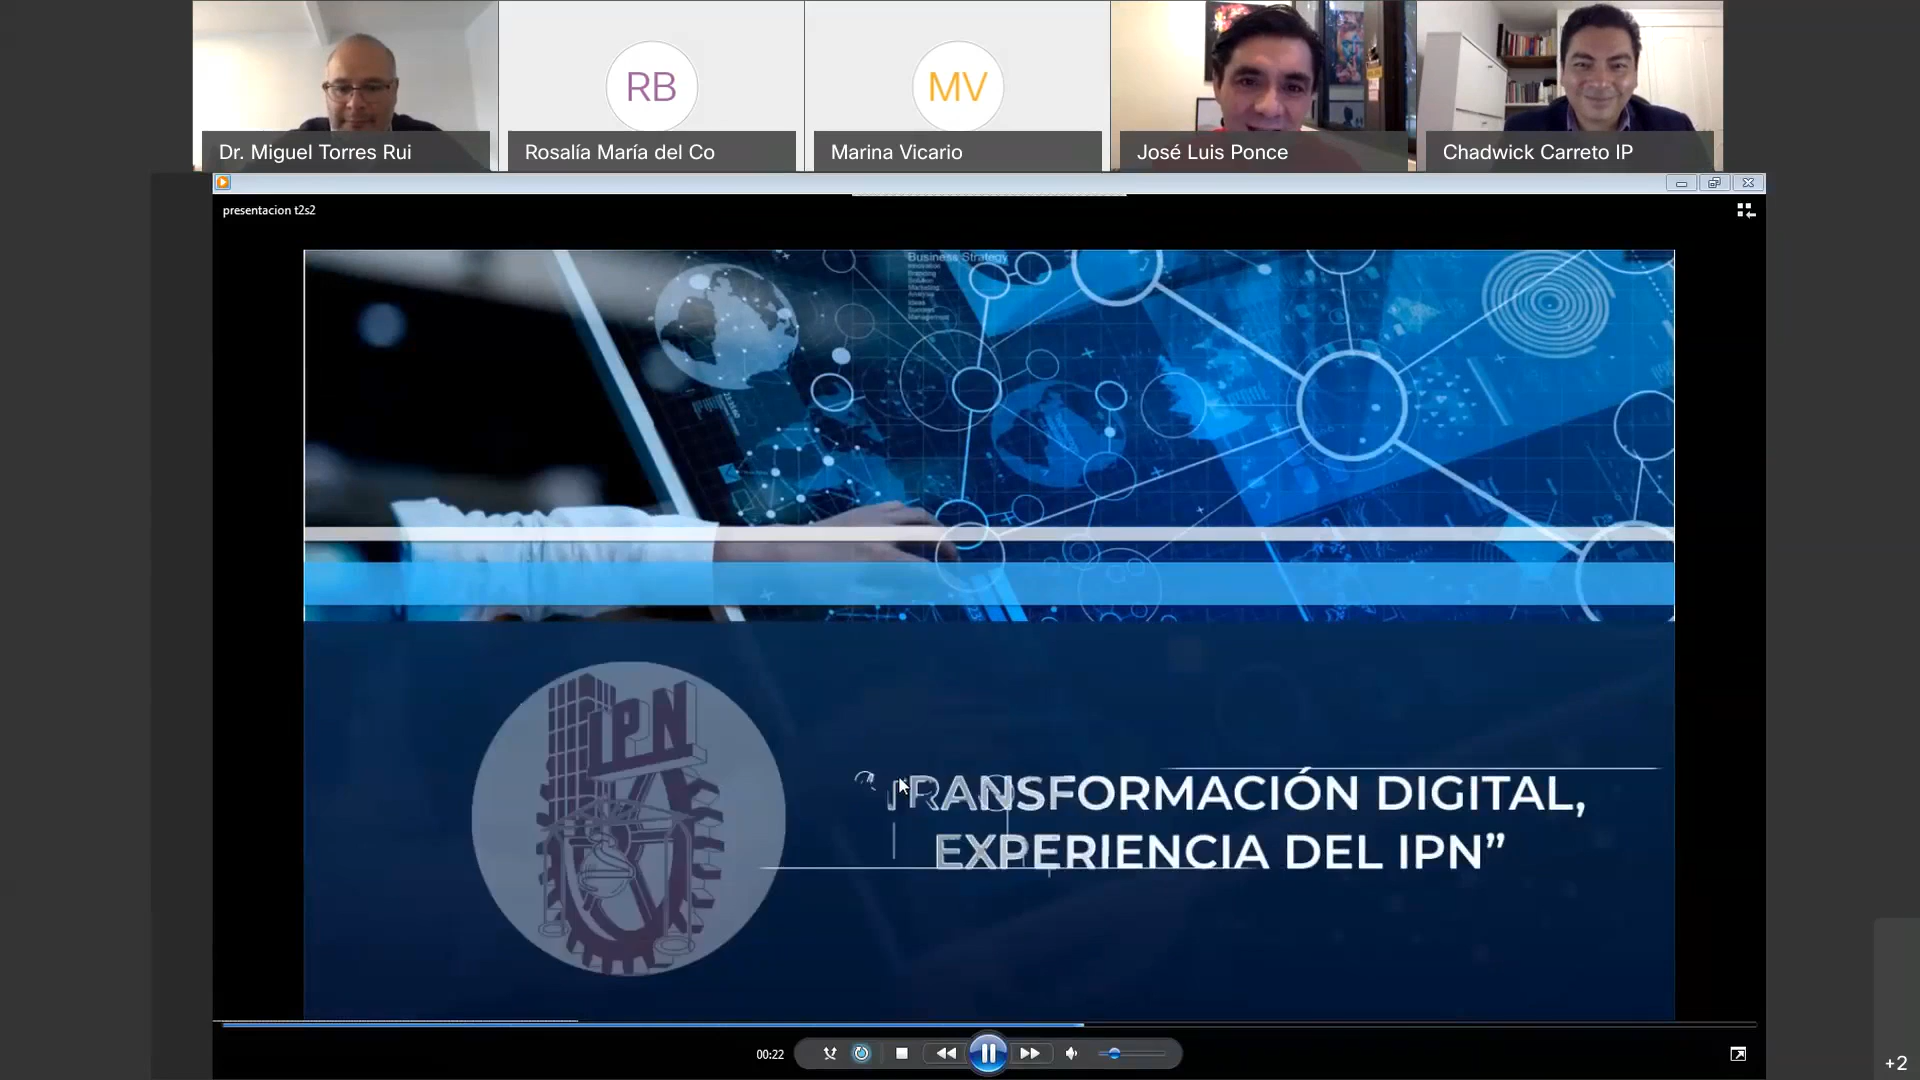 Dr. Miguel Torres Rui
RB
Rosalía María del Co
MV
Marina Vicario
José Luis Ponce
Chadwick Carreto IP
presentacion t2s2
Business Strategy
IPN
“TRANSFORMACIÓN DIGITAL,
EXPERIENCIA DEL IPN”
00:22
+2